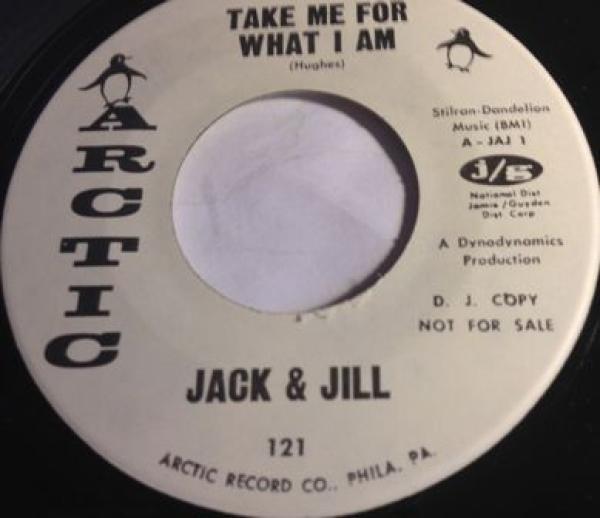 TAKE ME FOR
WHAT I AM
(Hughes)
ARCTIC
Stilran-Dandelion
Music (BMI)
A - JAJ 1
j/g
National Dist
Jamie/Guyden
Dist Corp
A Dynodynamics
Production
D. J. COPY
NOT FOR SALE
JACK & JILL
121
ARCTIC RECORD CO., PHILA. PA.